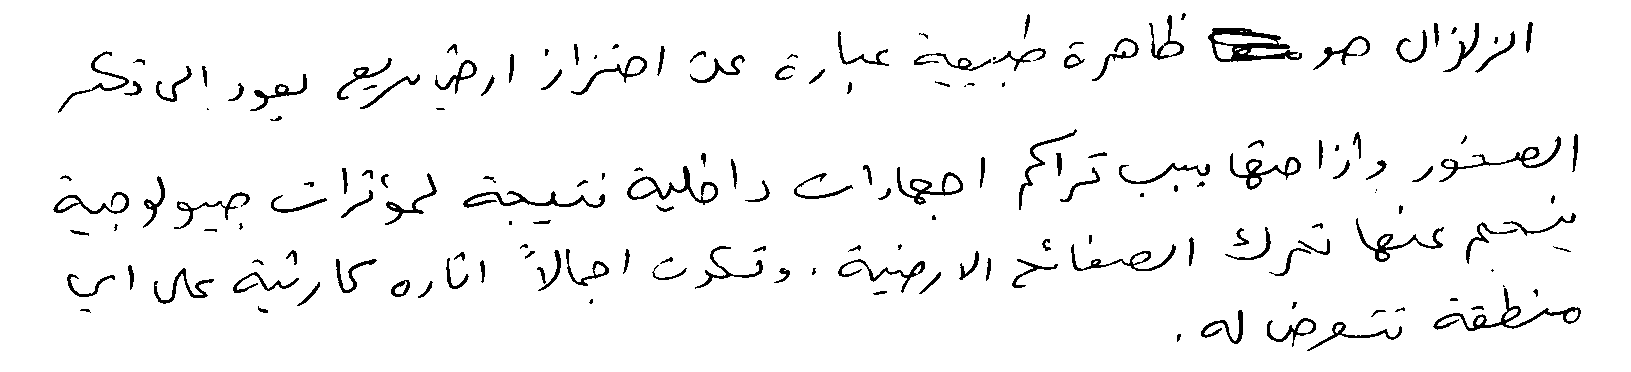 الزلزال هو ظاهرة طبيعية عبارة عن اهتزاز ارضي سريع يعود الى تكسر
الصخور وازاحتها بسبب تراكم اجهادات داخلية نتيجة لمؤثرات جيولوجية
ينجم عنها تحرك الصفائح الارضية . وتكون اجمالاً اثاره كارثية على اي
منطقة تتعرض له .